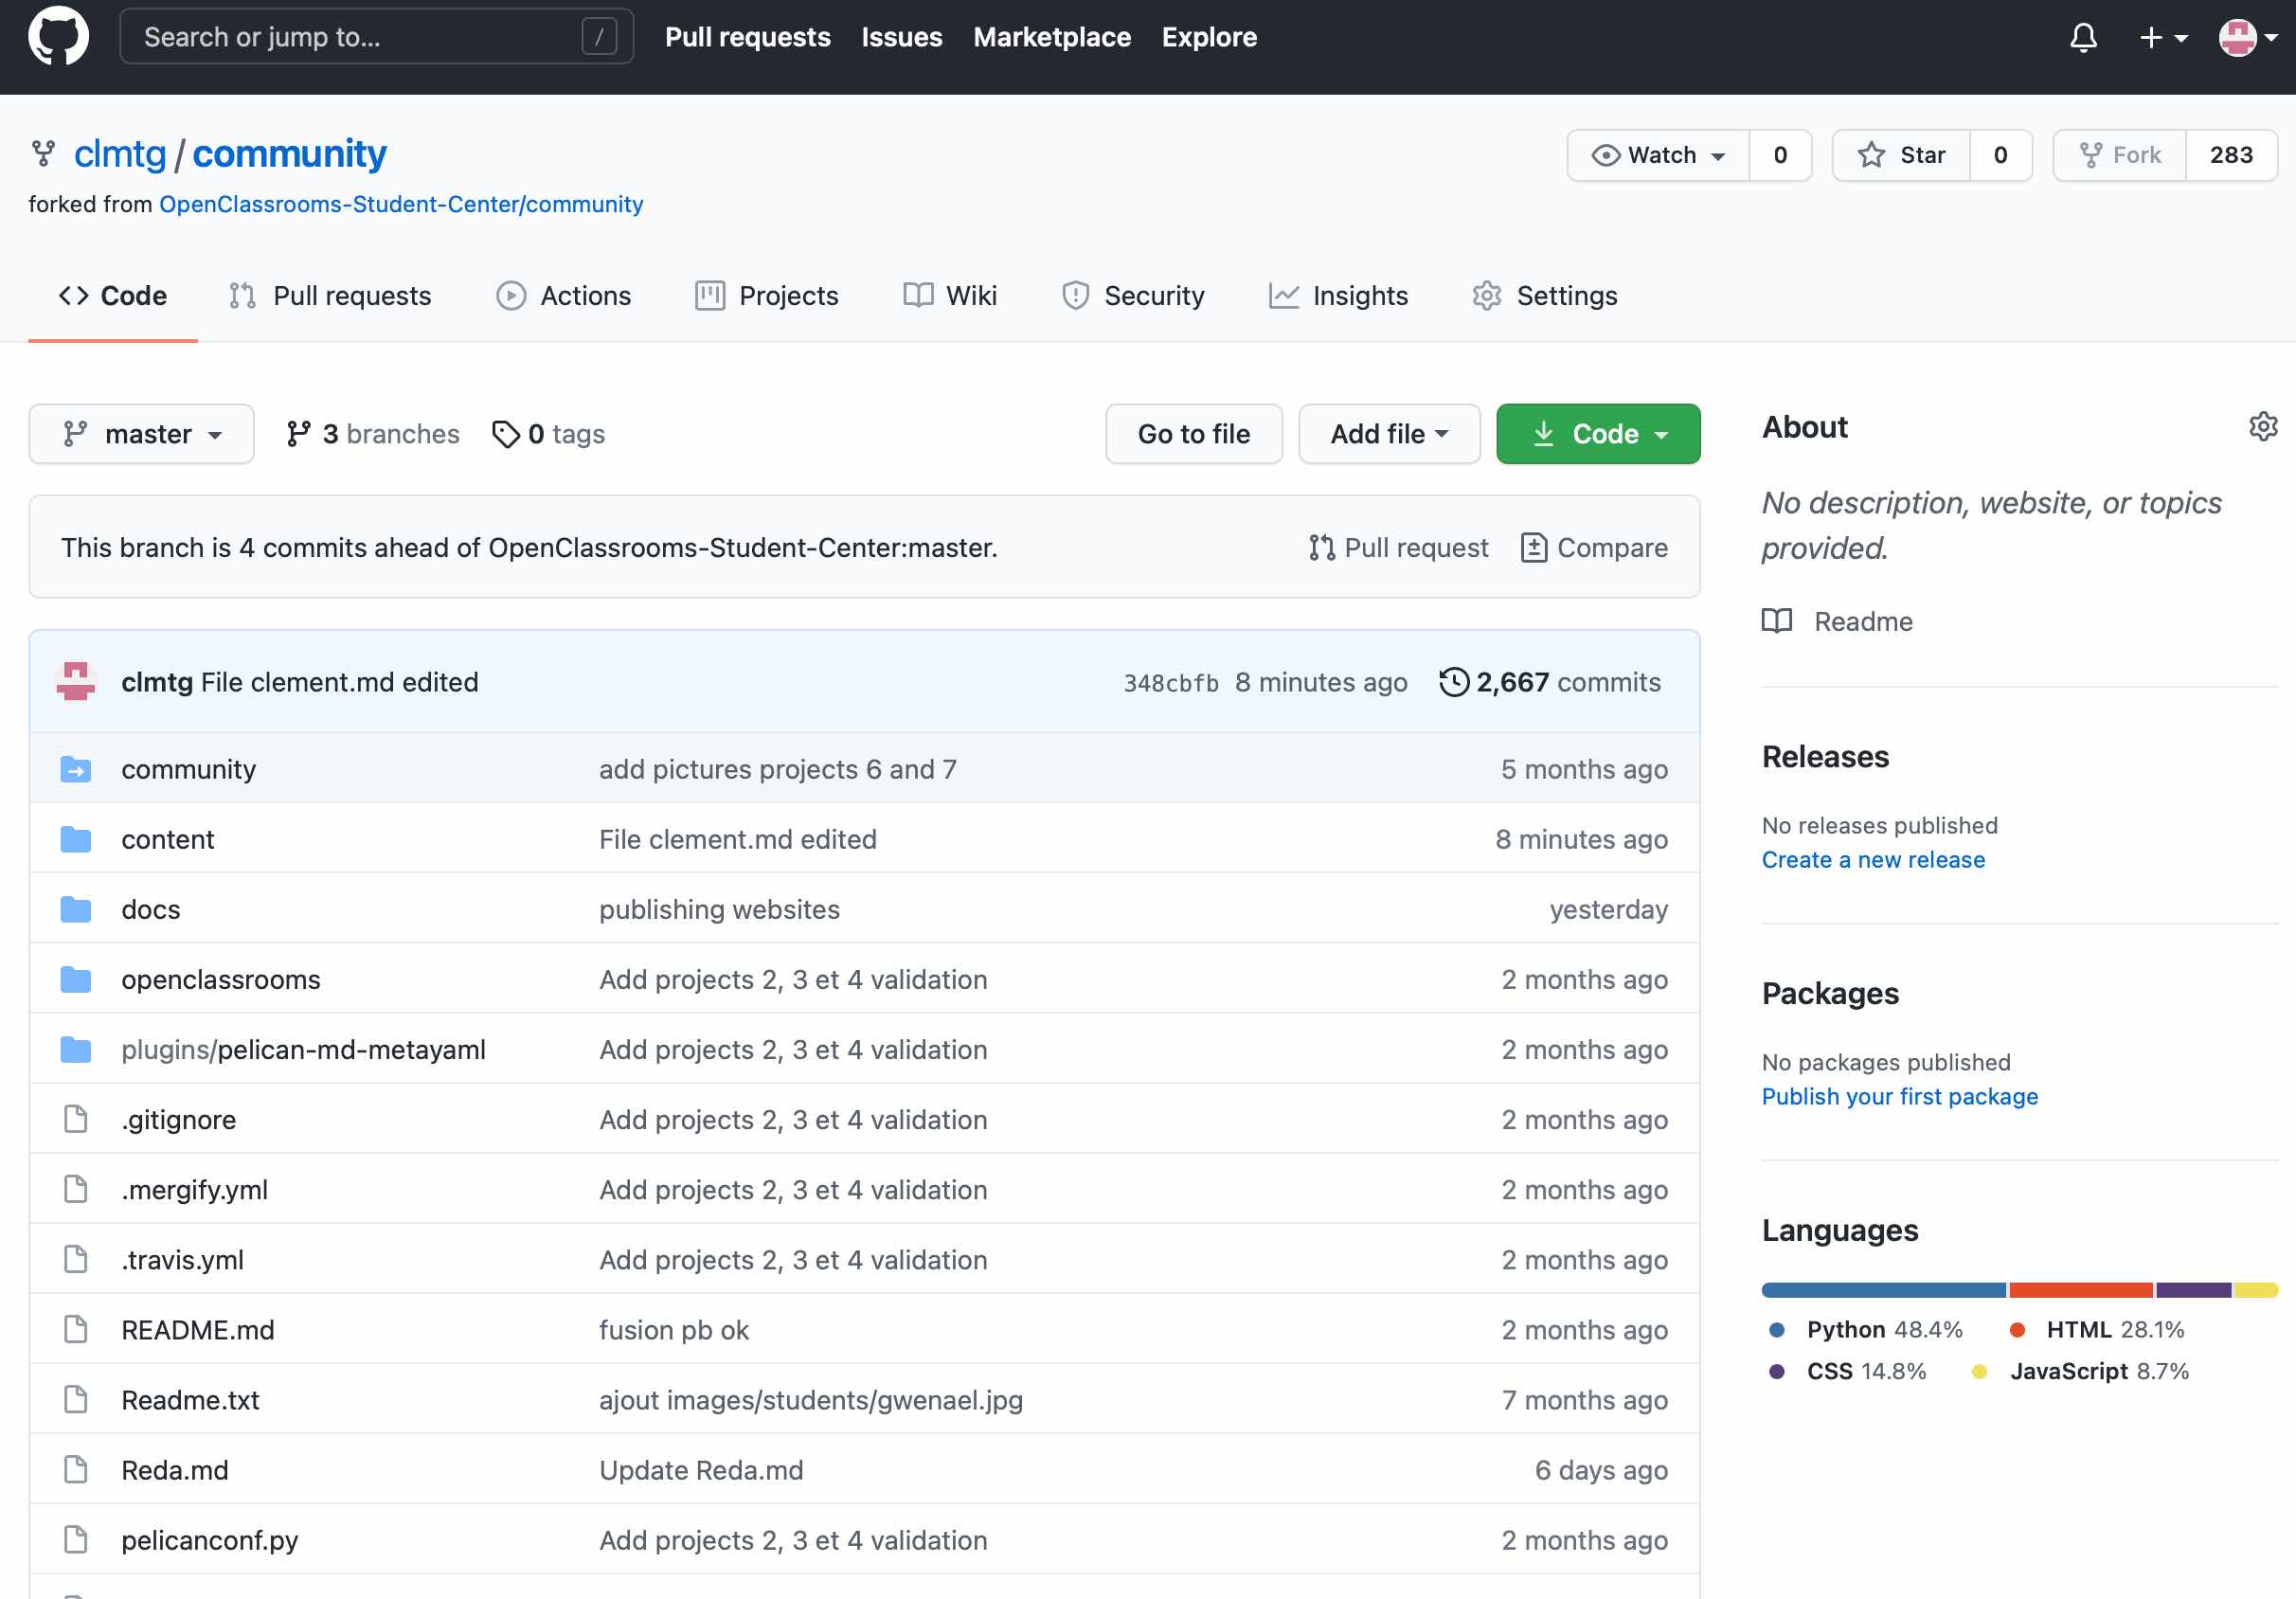 Search or jump to... /
Pull requests Issues Marketplace Explore
clmtg / community
Watch 0 Star 0 Fork 283
forked from OpenClassrooms-Student-Center/community
Code Pull requests Actions Projects Wiki Security Insights Settings
master 3 branches 0 tags Go to file Add file Code
This branch is 4 commits ahead of OpenClassrooms-Student-Center:master. Pull request Compare
clmtg File clement.md edited 348cbfb 8 minutes ago 2,667 commits
community add pictures projects 6 and 7 5 months ago
content File clement.md edited 8 minutes ago
docs publishing websites yesterday
openclassrooms Add projects 2, 3 et 4 validation 2 months ago
plugins/pelican-md-metayaml Add projects 2, 3 et 4 validation 2 months ago
.gitignore Add projects 2, 3 et 4 validation 2 months ago
.mergify.yml Add projects 2, 3 et 4 validation 2 months ago
.travis.yml Add projects 2, 3 et 4 validation 2 months ago
README.md fusion pb ok 2 months ago
Readme.txt ajout images/students/gwenael.jpg 7 months ago
Reda.md Update Reda.md 6 days ago
pelicanconf.py Add projects 2, 3 et 4 validation 2 months ago
About
No description, website, or topics
provided.
Readme
Releases
No releases published
Create a new release
Packages
No packages published
Publish your first package
Languages
Python 48.4% HTML 28.1%
CSS 14.8% JavaScript 8.7%